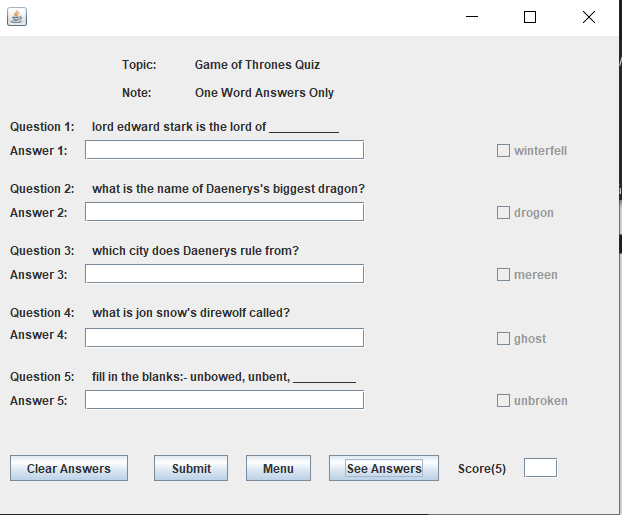 Topic: Game of Thrones Quiz
Note: One Word Answers Only
Question 1: lord edward stark is the lord of ___________
Answer 1: winterfell
Question 2: what is the name of Daenerys's biggest dragon?
Answer 2: drogon
Question 3: which city does Daenerys rule from?
Answer 3: mereen
Question 4: what is jon snow's direwolf called?
Answer 4: ghost
Question 5: fill in the blanks:- unbowed, unbent, __________
Answer 5: unbroken
Clear Answers Submit Menu See Answers Score(5)